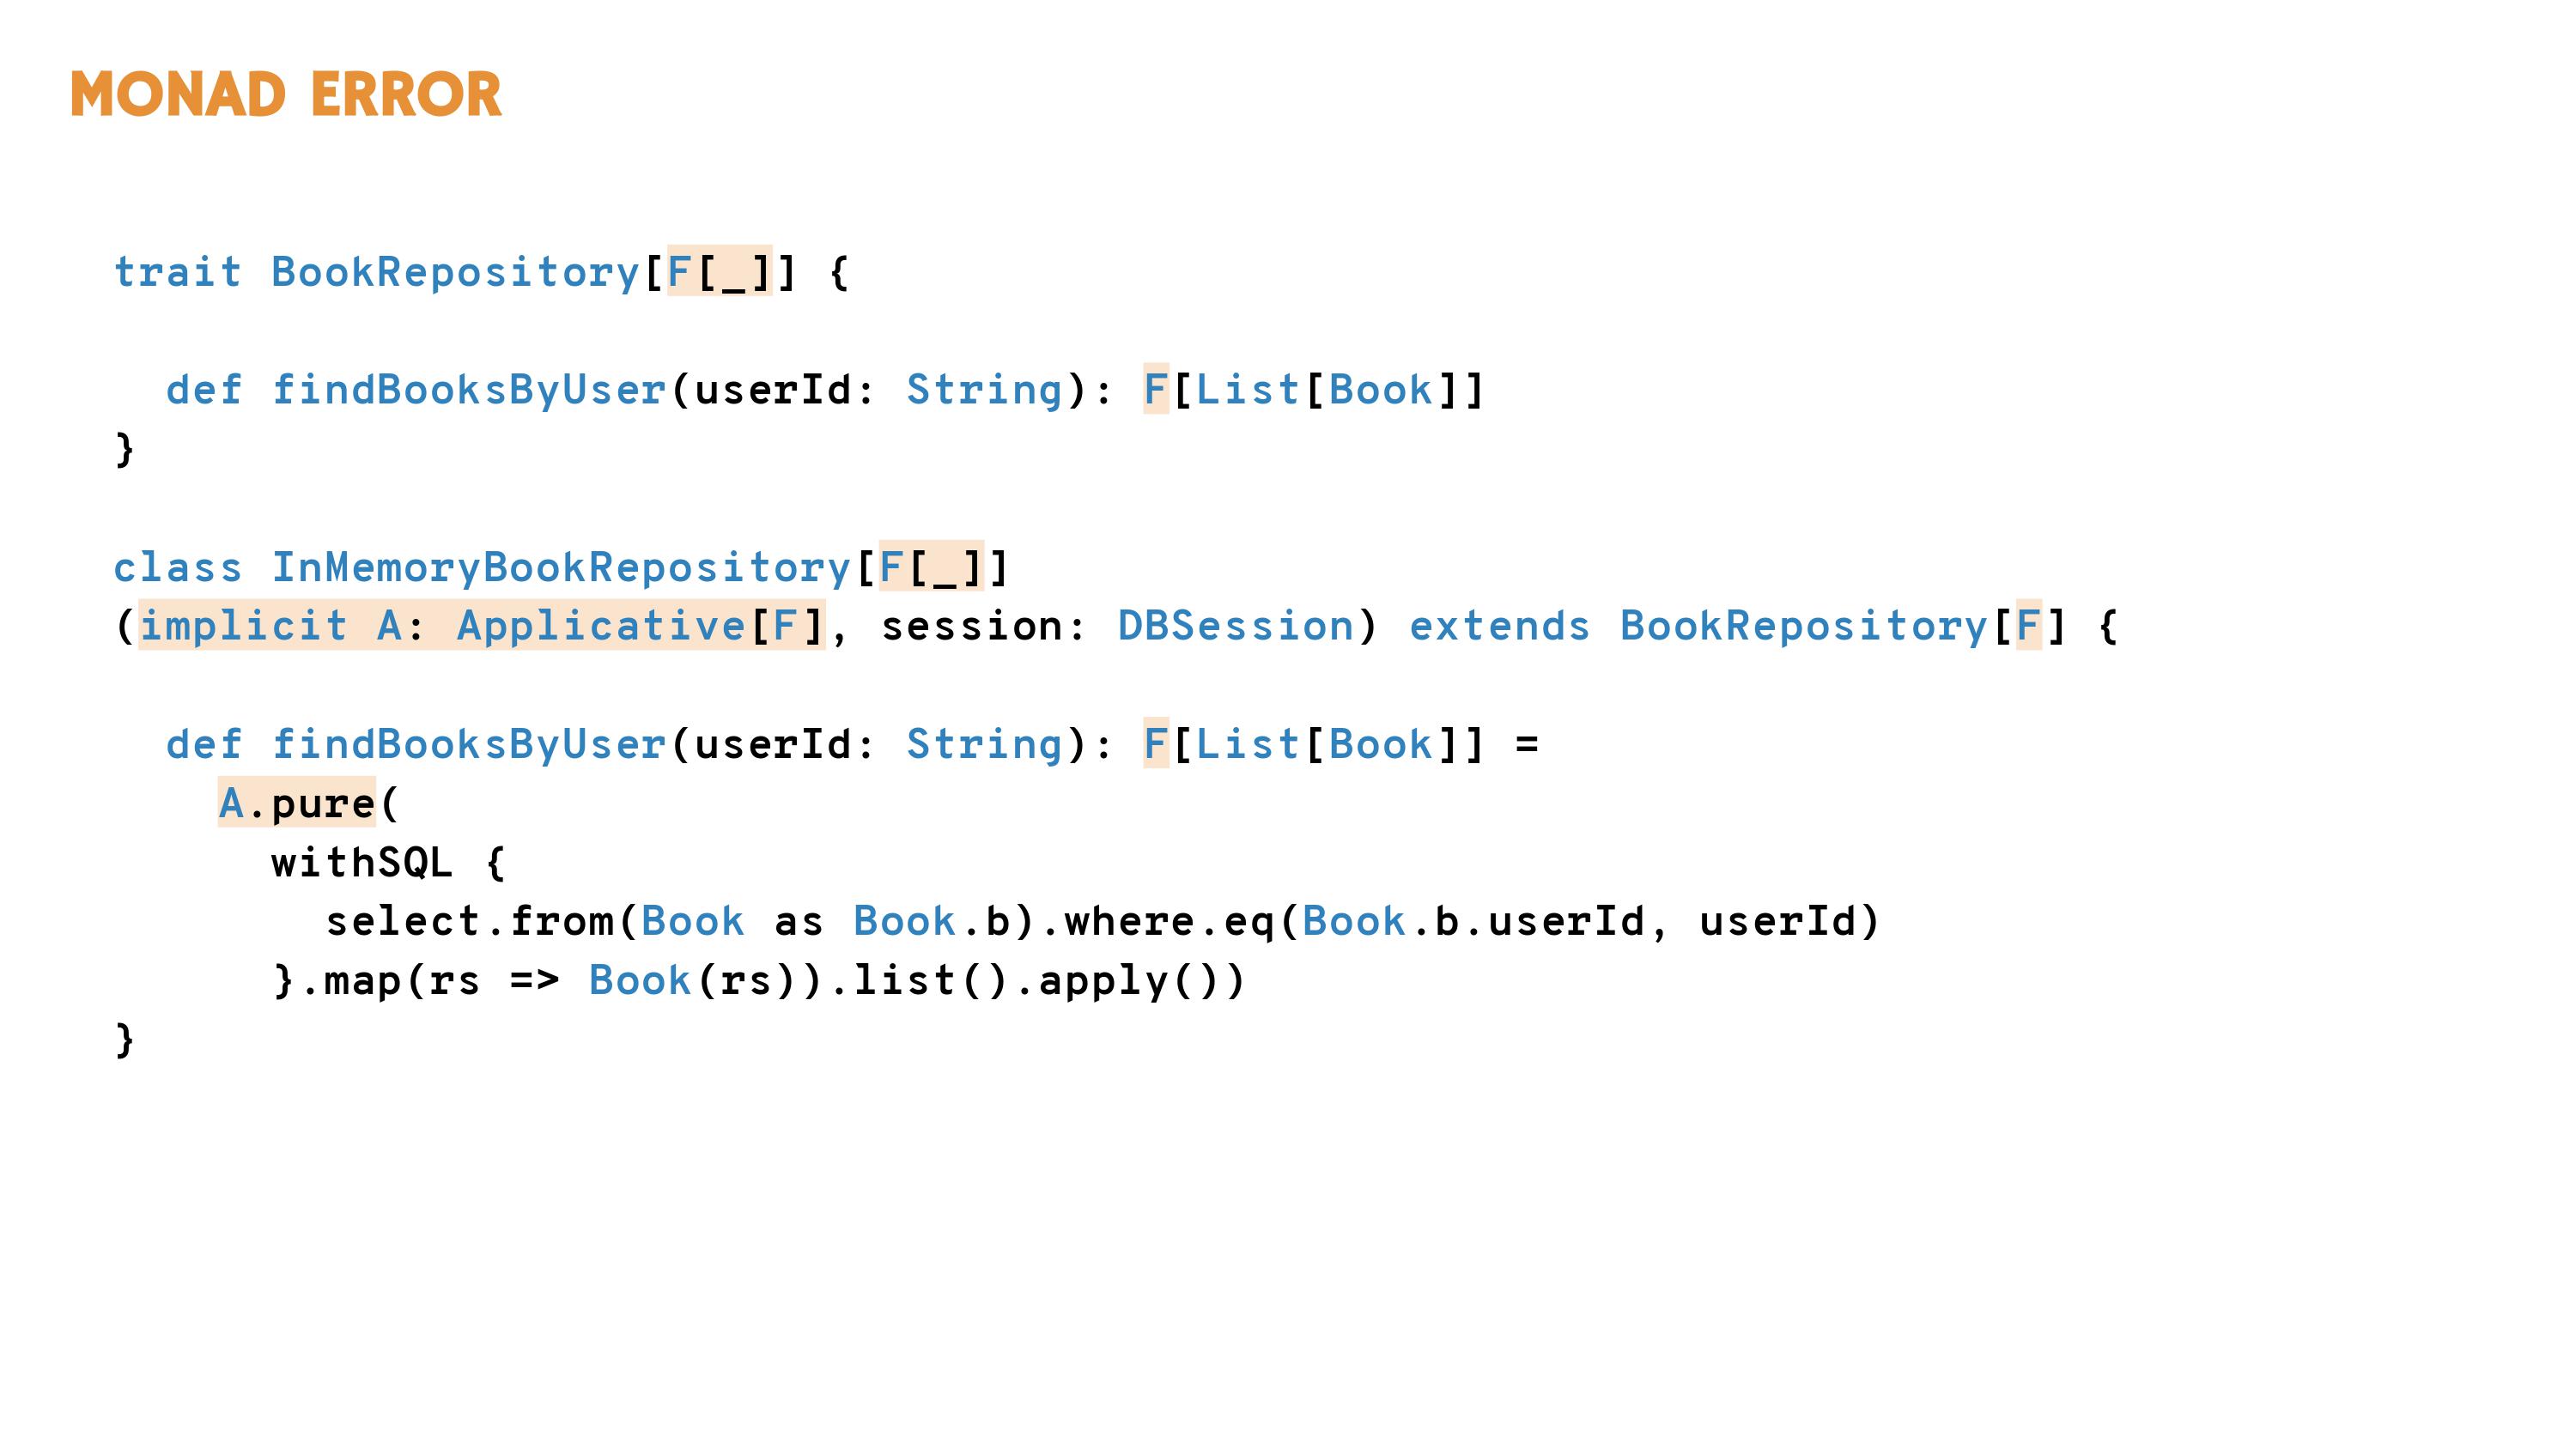 MONAD ERROR
trait BookRepository[F[_]] {
def findBooksByUser(userId: String): F[List[Book]]
}
class InMemoryBookRepository[F[_]]
(implicit A: Applicative[F], session: DBSession) extends BookRepository[F] {
def findBooksByUser(userId: String): F[List[Book]] =
A.pure(
withSQL {
select.from(Book as Book.b).where.eq(Book.b.userId, userId)
}.map(rs => Book(rs)).list().apply())
}